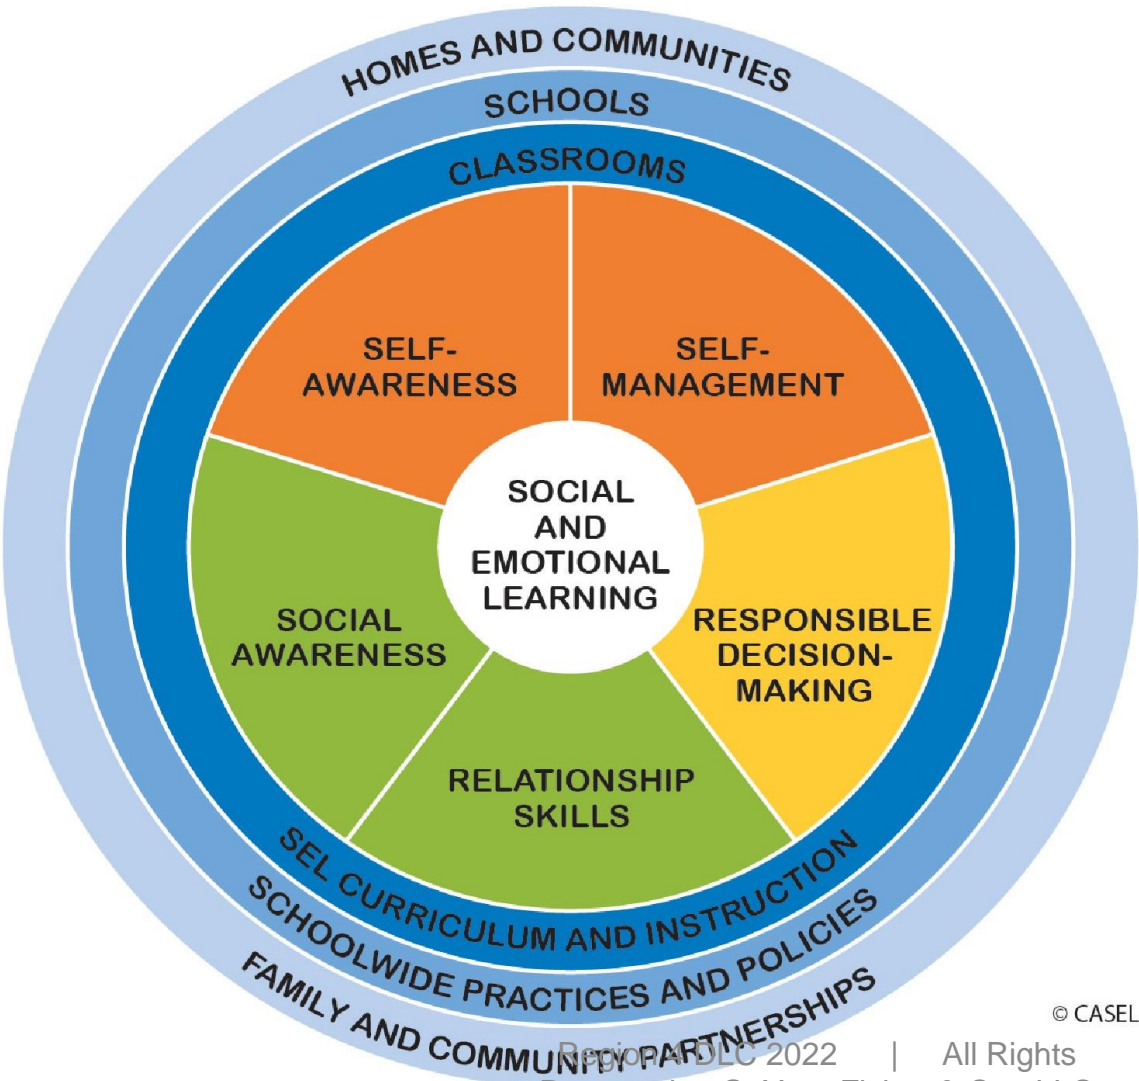 HOMES AND COMMUNITIES
SCHOOLS
CLASSROOMS
SELF-
AWARENESS
SELF-
MANAGEMENT
SOCIAL
AND
EMOTIONAL
LEARNING
SOCIAL
AWARENESS
RESPONSIBLE
DECISION-
MAKING
RELATIONSHIP
SKILLS
SEL CURRICULUM AND INSTRUCTION
SCHOOLWIDE PRACTICES AND POLICIES
FAMILY AND COMMUNITY PARTNERSHIPS
© CASEL
Region 4 DLC 2022 | All Rights